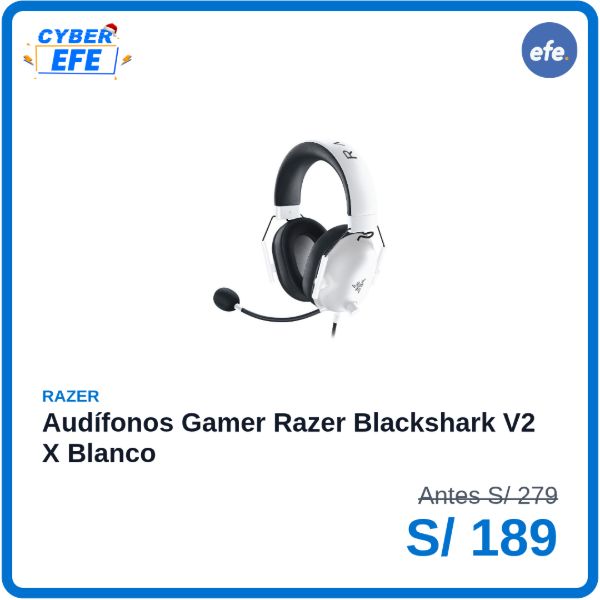 CYBER
EFE
efe.
RAZER
Audífonos Gamer Razer Blackshark V2
X Blanco
Antes S/ 279
S/ 189